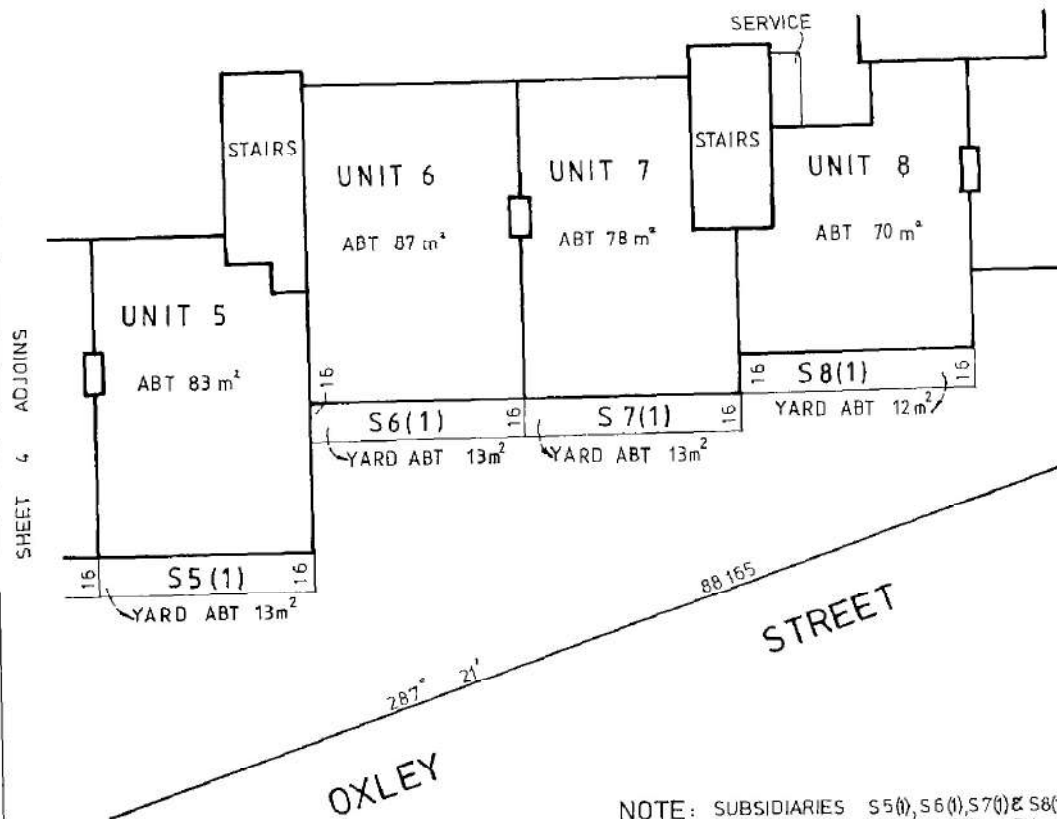 SERVICE
STAIRS
STAIRS
UNIT 6
UNIT 7
UNIT 8
ABT 87 m²
ABT 78 m²
ABT 70 m²
UNIT 5
ABT 83 m²
SHEET 4 ADJOINS
16
S6(1)
16
S7(1)
16
16
S8(1)
16
YARD ABT 13m²
YARD ABT 13m²
YARD ABT 12m²
16
S5(1)
16
YARD ABT 13m²
287° 21'
88 165
OXLEY STREET
NOTE: SUBSIDIARIES S5(1), S6(1), S7(1) & S8(1